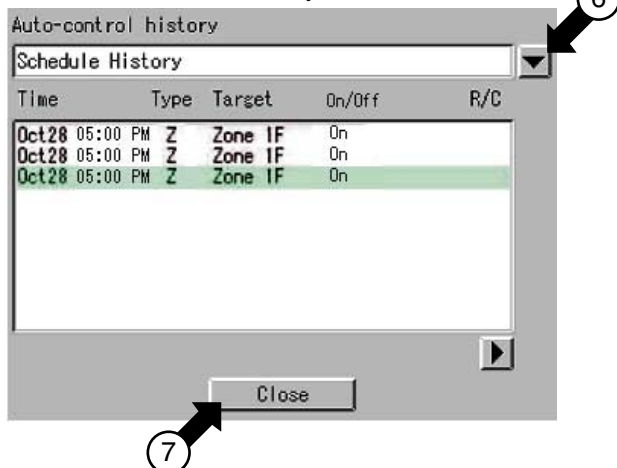 6
Auto-control history
Schedule History
Time Type Target On/Off R/C
Oct28 05:00 PM Z Zone 1F On
Oct28 05:00 PM Z Zone 1F On
Oct28 05:00 PM Z Zone 1F On
Close
7